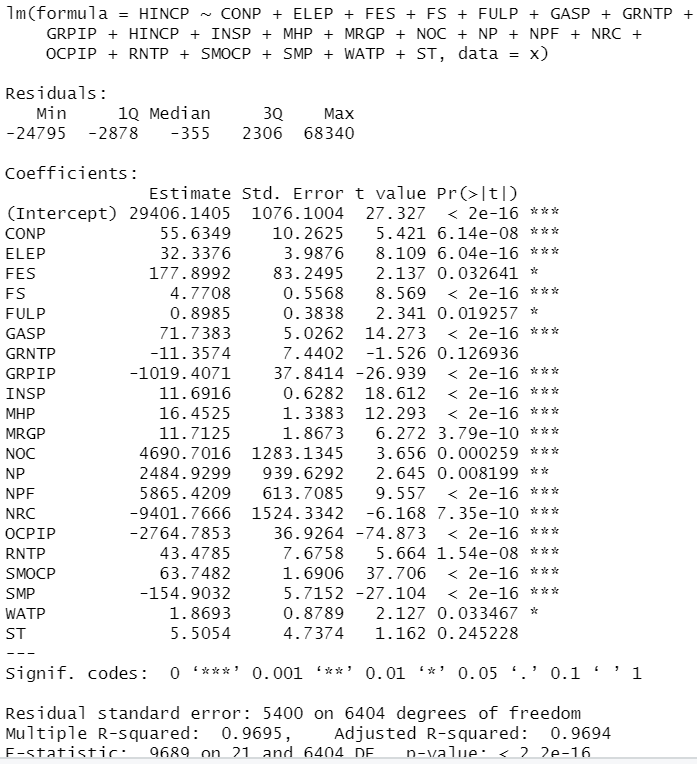 lm(formula = HINCP ~ CONP + ELEP + FES + FS + FULP + GASP + GRNTP +
GRPIP + HINCP + INSP + MHP + MRGP + NOC + NP + NPF + NRC +
OCPIP + RNTP + SMOCP + SMP + WATP + ST, data = x)
Residuals:
Min 1Q Median 3Q Max
-24795 -2878 -355 2306 68340
Coefficients:
Estimate Std. Error t value Pr(>|t|)
(Intercept) 29406.1405 1076.1004 27.327 < 2e-16 ***
CONP 55.6349 10.2625 5.421 6.14e-08 ***
ELEP 32.3376 3.9876 8.109 6.04e-16 ***
FES 177.8992 83.2495 2.137 0.032641 *
FS 4.7708 0.5568 8.569 < 2e-16 ***
FULP 0.8985 0.3838 2.341 0.019257 *
GASP 71.7383 5.0262 14.273 < 2e-16 ***
GRNTP -11.3574 7.4402 -1.526 0.126936
GRPIP -1019.4071 37.8414 -26.939 < 2e-16 ***
INSP 11.6916 0.6282 18.612 < 2e-16 ***
MHP 16.4525 1.3383 12.293 < 2e-16 ***
MRGP 11.7125 1.8673 6.272 3.79e-10 ***
NOC 4690.7016 1283.1345 3.656 0.000259 ***
NP 2484.9299 939.6292 2.645 0.008199 **
NPF 5865.4209 613.7085 9.557 < 2e-16 ***
NRC -9401.7666 1524.3342 -6.168 7.35e-10 ***
OCPIP -2764.7853 36.9264 -74.873 < 2e-16 ***
RNTP 43.4785 7.6758 5.664 1.54e-08 ***
SMOCP 63.7482 1.6906 37.706 < 2e-16 ***
SMP -154.9032 5.7152 -27.104 < 2e-16 ***
WATP 1.8693 0.8789 2.127 0.033467 *
ST 5.5054 4.7374 1.162 0.245228
---
Signif. codes: 0 ‘***’ 0.001 ‘**’ 0.01 ‘*’ 0.05 ‘.’ 0.1 ‘ ’ 1
Residual standard error: 5400 on 6404 degrees of freedom
Multiple R-squared: 0.9695, Adjusted R-squared: 0.9694
F-statistic: 9689 on 21 and 6404 DF, p-value: < 2.2e-16